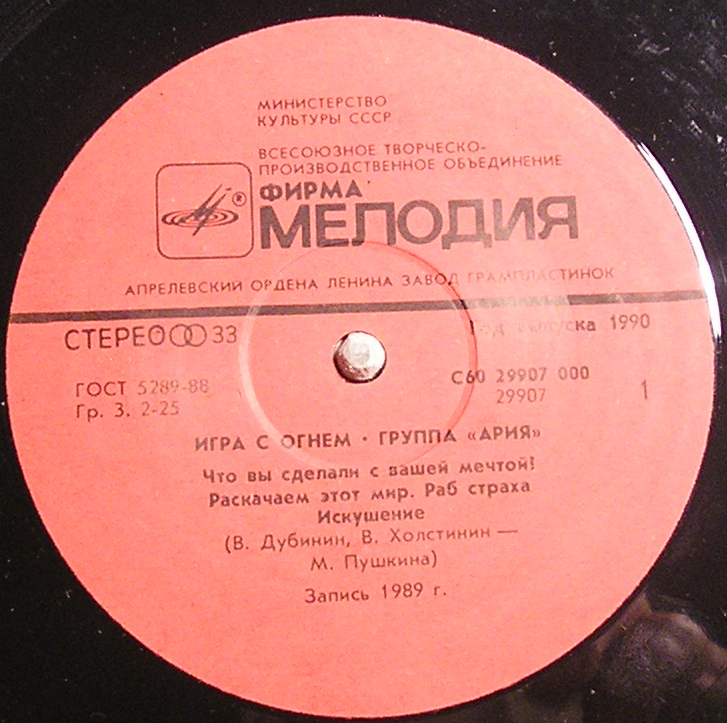 МИНИСТЕРСТВО
КУЛЬТУРЫ СССР
ВСЕСОЮЗНОЕ ТВОРЧЕСКО-
ПРОИЗВОДСТВЕННОЕ ОБЪЕДИНЕНИЕ
®
ФИРМА
МЕЛОДИЯ
АПРЕЛЕВСКИЙ ОРДЕНА ЛЕНИНА ЗАВОД ГРАМПЛАСТИНОК
СТЕРЕО 33
Год выпуска 1990
ГОСТ 5289-88
Гр. 3. 2-25
С60 29907 000
29907
1
ИГРА С ОГНЕМ · ГРУППА «АРИЯ»
Что вы сделали с вашей мечтой!
Раскачаем этот мир. Раб страха
Искушение
(В. Дубинин, В. Холстинин —
М. Пушкина)
Запись 1989 г.